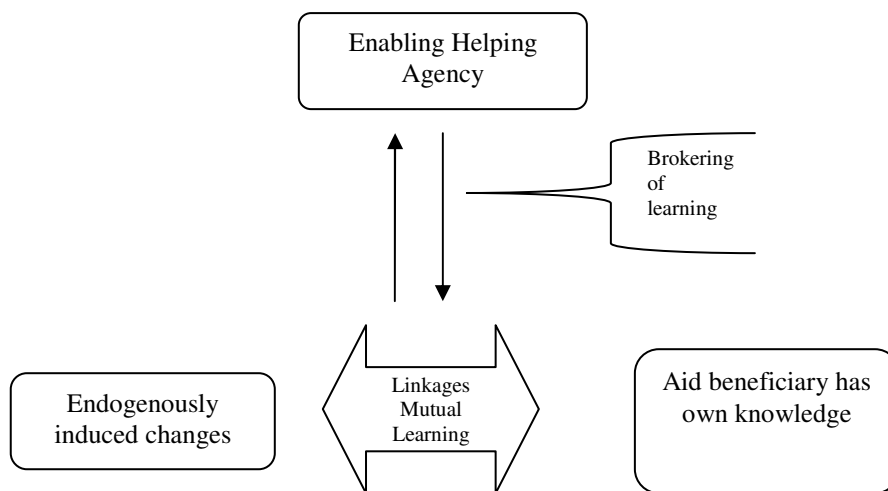 Enabling Helping
Agency
Brokering
of
learning
Linkages
Mutual
Learning
Endogenously
induced changes
Aid beneficiary has
own knowledge